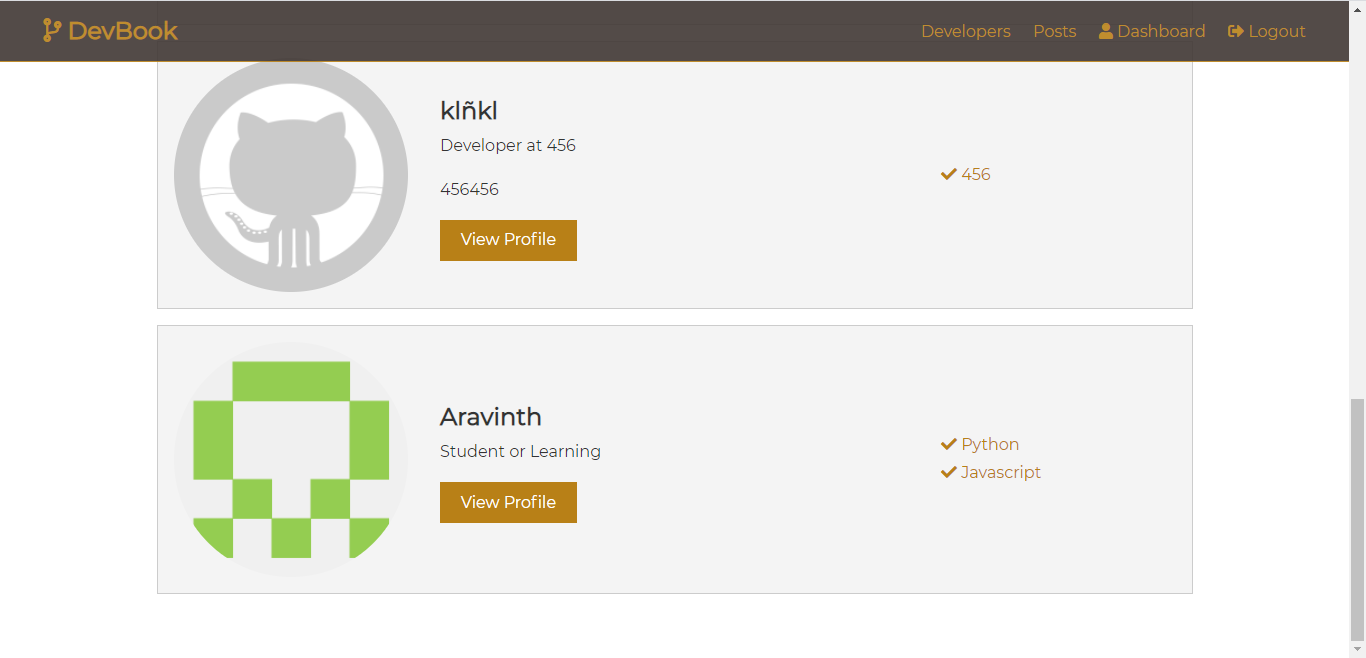 DevBook
Developers Posts Dashboard Logout
klñkl
Developer at 456
456456
View Profile
456
Aravinth
Student or Learning
View Profile
Python
Javascript